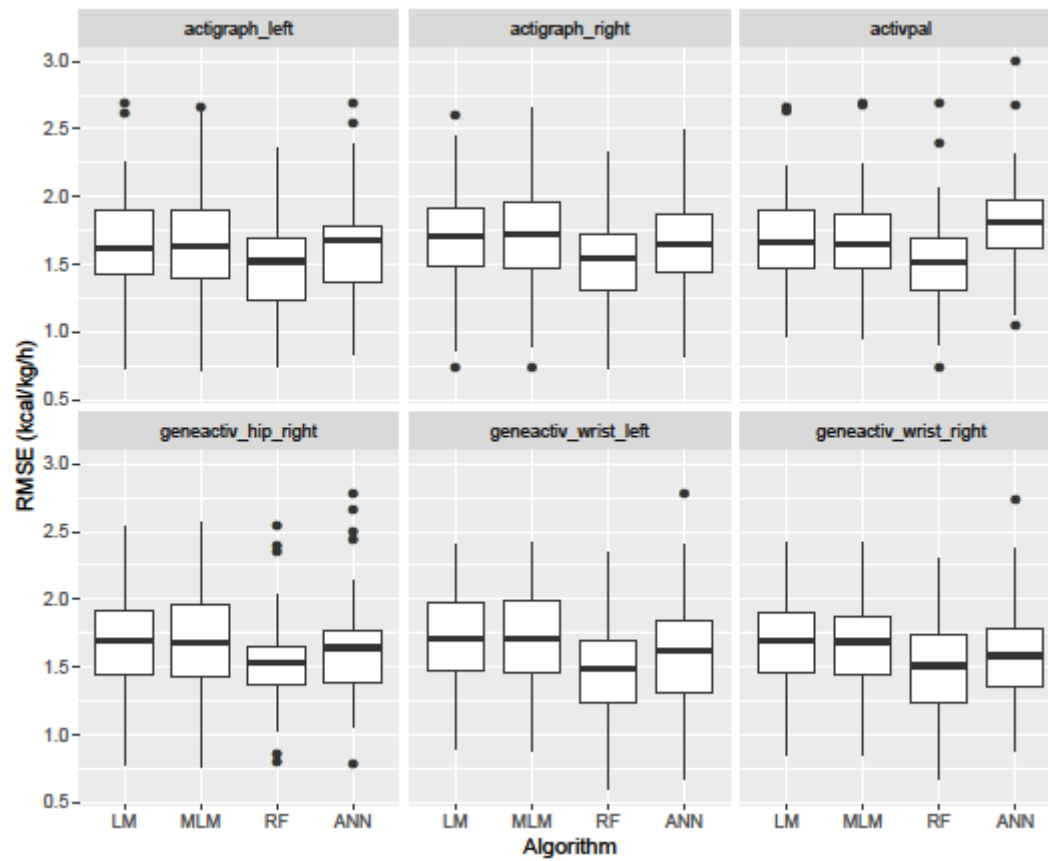 actigraph_left
actigraph_right
activpal
3.0
2.5
2.0
1.5
1.0
0.5
geneactiv_hip_right
geneactiv_wrist_left
geneactiv_wrist_right
3.0
2.5
2.0
1.5
1.0
0.5
RMSE (kcal/kg/h)
LM MLM RF ANN
LM MLM RF ANN
LM MLM RF ANN
Algorithm